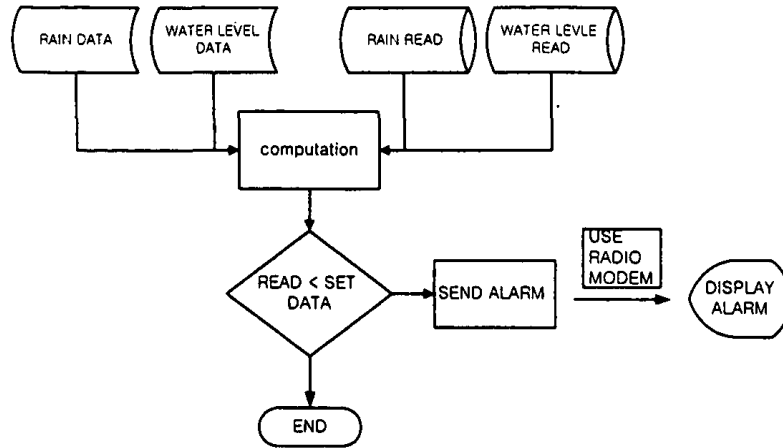 RAIN DATA
WATER LEVEL
DATA
RAIN READ
WATER LEVLE
READ
computation
READ < SET
DATA
SEND ALARM
USE
RADIO
MODEM
DISPLAY
ALARM
END